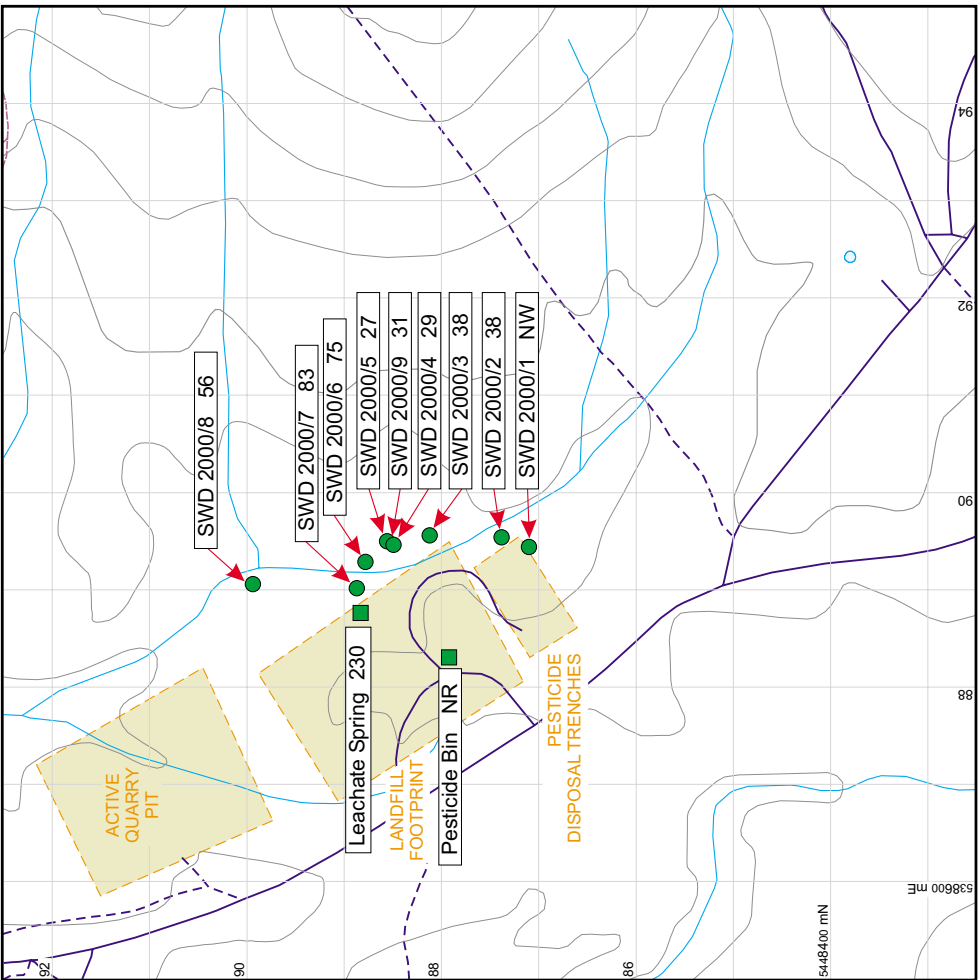 SWD 2000/8 56
SWD 2000/7 83
SWD 2000/6 75
SWD 2000/5 27
SWD 2000/9 31
SWD 2000/4 29
SWD 2000/3 38
SWD 2000/2 38
SWD 2000/1 NW
Leachate Spring 230
Pesticide Bin NR
ACTIVE
QUARRY
PIT
LANDFILL
FOOTPRINT
PESTICIDE
DISPOSAL TRENCHES
94
92
90
88
538600 mE
92
90
88
86
5448400 mN